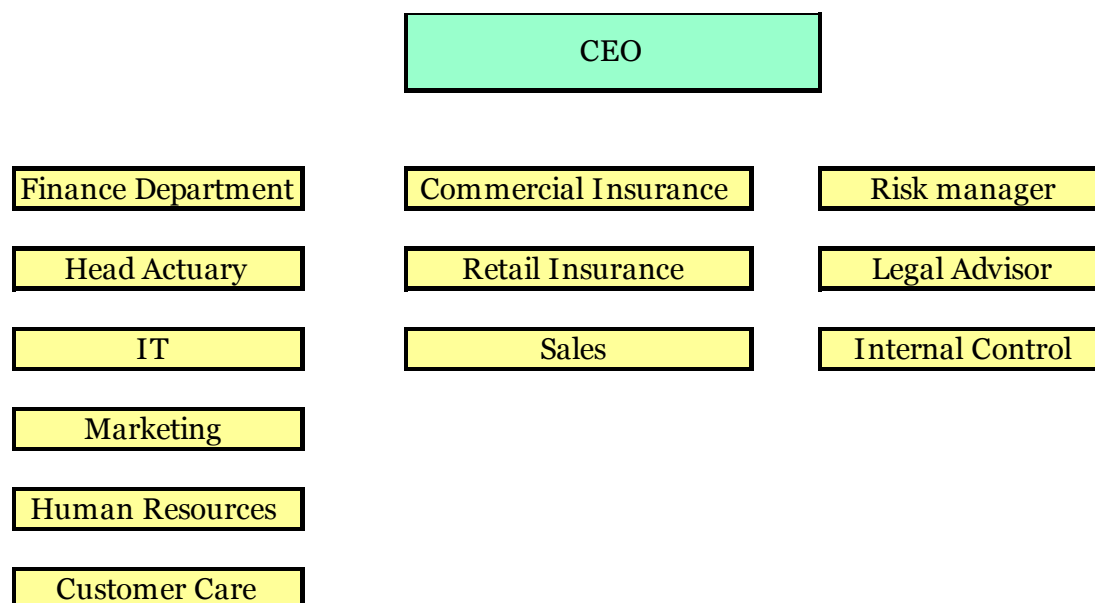 CEO
Finance Department
Commercial Insurance
Risk manager
Head Actuary
Retail Insurance
Legal Advisor
IT
Sales
Internal Control
Marketing
Human Resources
Customer Care